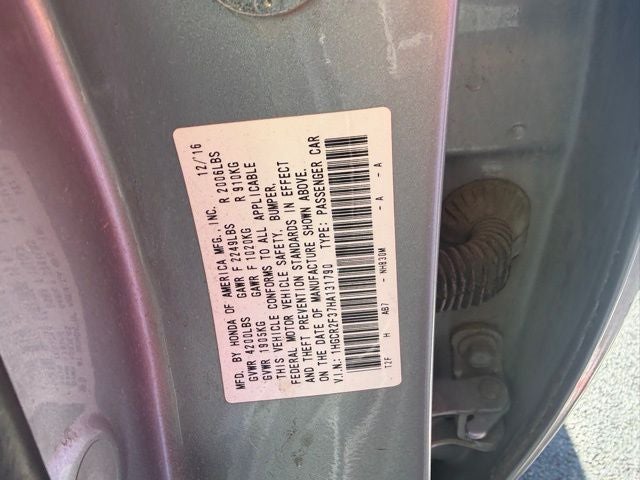 MFD. BY HONDA OF AMERICA MFG., INC. 12/16
GVWR 4200LBS GAWR F 2249LBS R 2006LBS
GVWR 1905KG GAWR F 1020KG R 910KG
THIS VEHICLE CONFORMS TO ALL APPLICABLE
FEDERAL MOTOR VEHICLE SAFETY, BUMPER,
AND THEFT PREVENTION STANDARDS IN EFFECT
ON THE DATE OF MANUFACTURE SHOWN ABOVE.
V.I.N.: 1HGCR2F37HA131790 TYPE: PASSENGER CAR
T2F H AB7 - NH830M - A - A